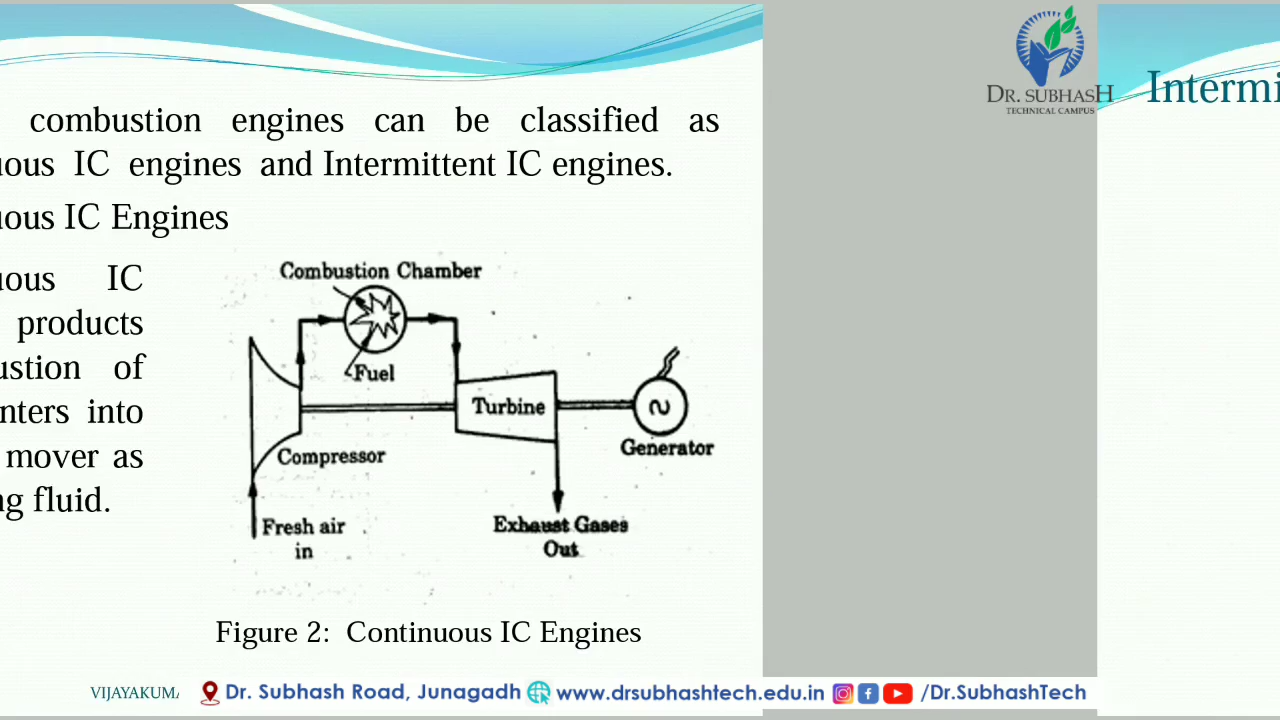 combustion engines can be classified as
uous IC engines and Intermittent IC engines.
uous IC Engines
uous IC
products
ustion of
nters into
mover as
ng fluid.
Combustion Chamber
Fuel
Turbine
Generator
Compressor
Fresh air
in
Exhaust Gases
Out
Figure 2: Continuous IC Engines
DR. SUBHASH
TECHNICAL CAMPUS
Intermi
VIJAYAKUMA
Dr. Subhash Road, Junagadh www.drsubhashtech.edu.in /Dr.SubhashTech